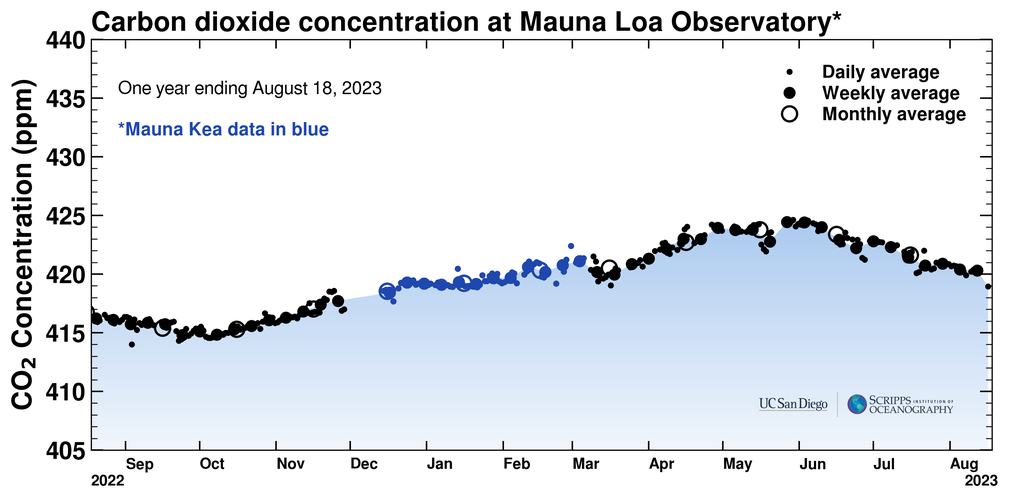 Carbon dioxide concentration at Mauna Loa Observatory*
440
435
430
425
420
415
410
405
CO₂ Concentration (ppm)
One year ending August 18, 2023
*Mauna Kea data in blue
Daily average
Weekly average
Monthly average
UC San Diego
SCRIPPS INSTITUTION OF
OCEANOGRAPHY
Sep Oct Nov Dec Jan Feb Mar Apr May Jun Jul Aug
2022 2023